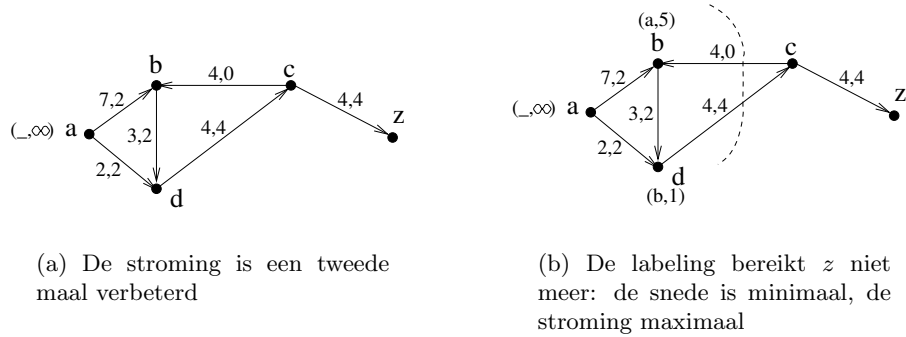 b
4,0
c
7,2
4,4
z
(_,∞)
a
3,2
4,4
2,2
d
(a) De stroming is een tweede
maal verbeterd
(a,5)
b
4,0
c
7,2
4,4
z
(_,∞)
a
3,2
4,4
2,2
d
(b,1)
(b) De labeling bereikt z niet
meer: de snede is minimaal, de
stroming maximaal